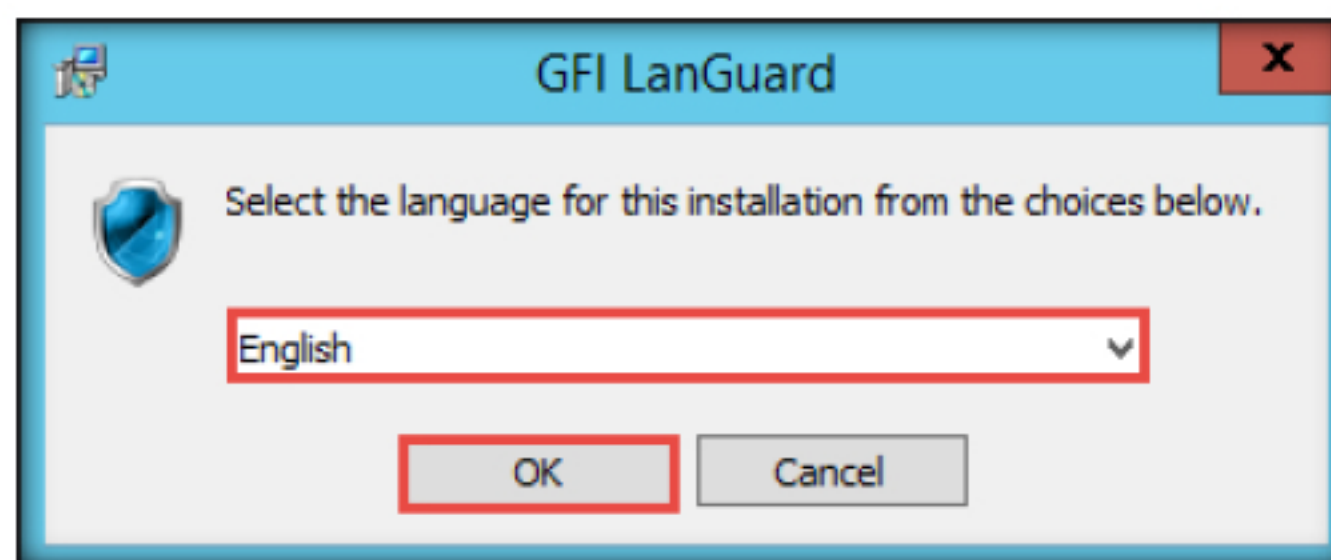 GFI LanGuard
Select the language for this installation from the choices below.
English
OK
Cancel